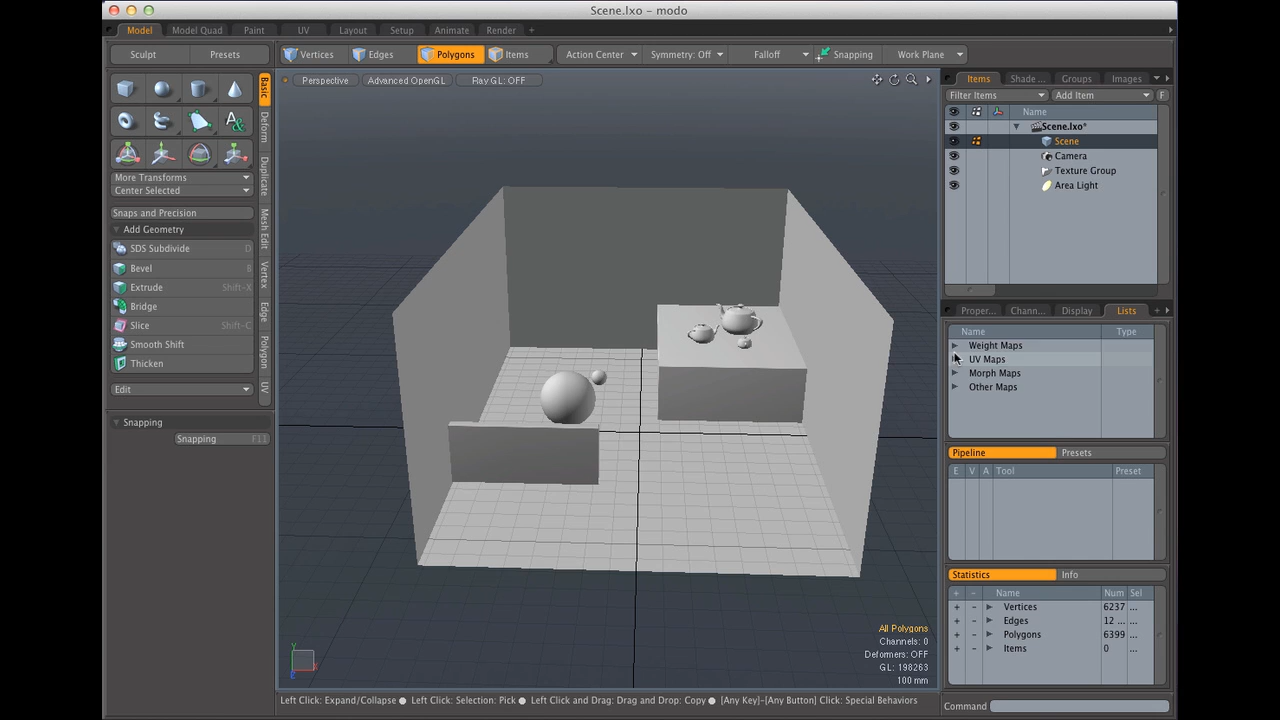 Scene.lxo - modo
Model Model Quad Paint UV Layout Setup Animate Render
Sculpt Presets Vertices Edges Polygons Items Action Center Symmetry: Off Falloff Snapping Work Plane
Perspective Advanced OpenGL Ray GL: OFF
Items Shade ... Groups Images
Filter Items Add Item F
Name
Scene.lxo*
Scene
Camera
Texture Group
Area Light
Basic
Deform
Duplicate
Mesh Edit
Vertex
Edge
Polygon
UV
More Transforms
Center Selected
Snaps and Precision
Add Geometry
SDS Subdivide D
Bevel B
Extrude Shift-X
Bridge
Slice Shift-C
Smooth Shift
Thicken
Edit
Snapping
Snapping F11
Proper... Chann... Display Lists
Name Type
Weight Maps
UV Maps
Morph Maps
Other Maps
Pipeline Presets
E V A Tool Preset
Statistics Info
+ - Name Num Sel
+ - Vertices 6237 ...
+ - Edges 12 ... ...
+ - Polygons 6399 ...
+ - Items 0 ...
All Polygons
Channels: 0
Deformers: OFF
GL: 198263
100 mm
Y
X
Z
Left Click: Expand/Collapse ● Left Click: Selection: Pick ● Left Click and Drag: Drag and Drop: Copy ● [Any Key]-[Any Button] Click: Special Behaviors
Command